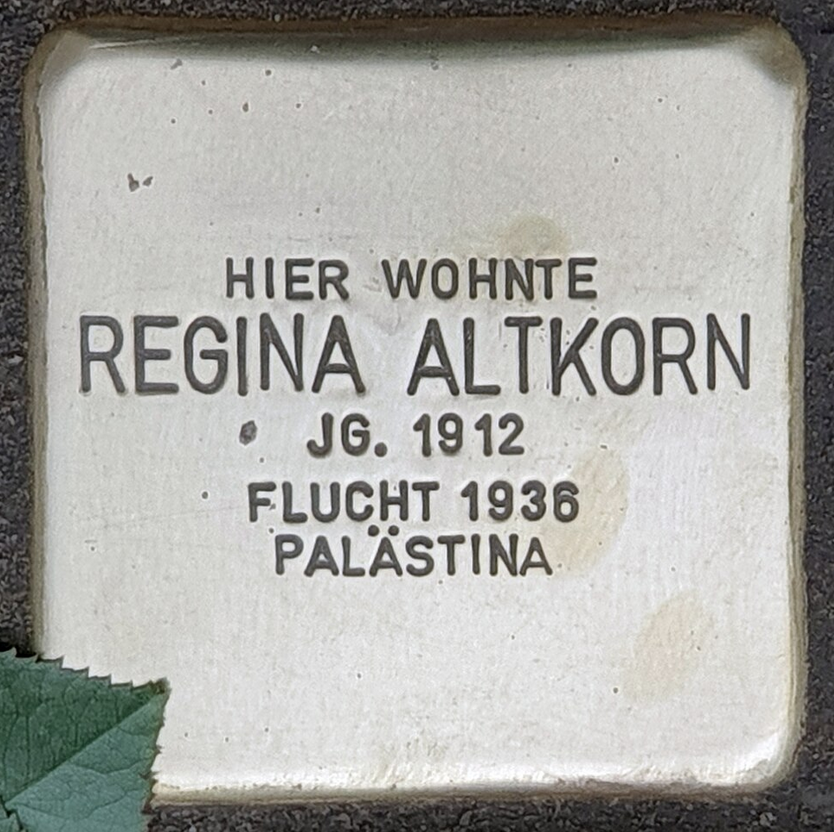 HIER WOHNTE
REGINA ALTKORN
JG. 1912
FLUCHT 1936
PALÄSTINA